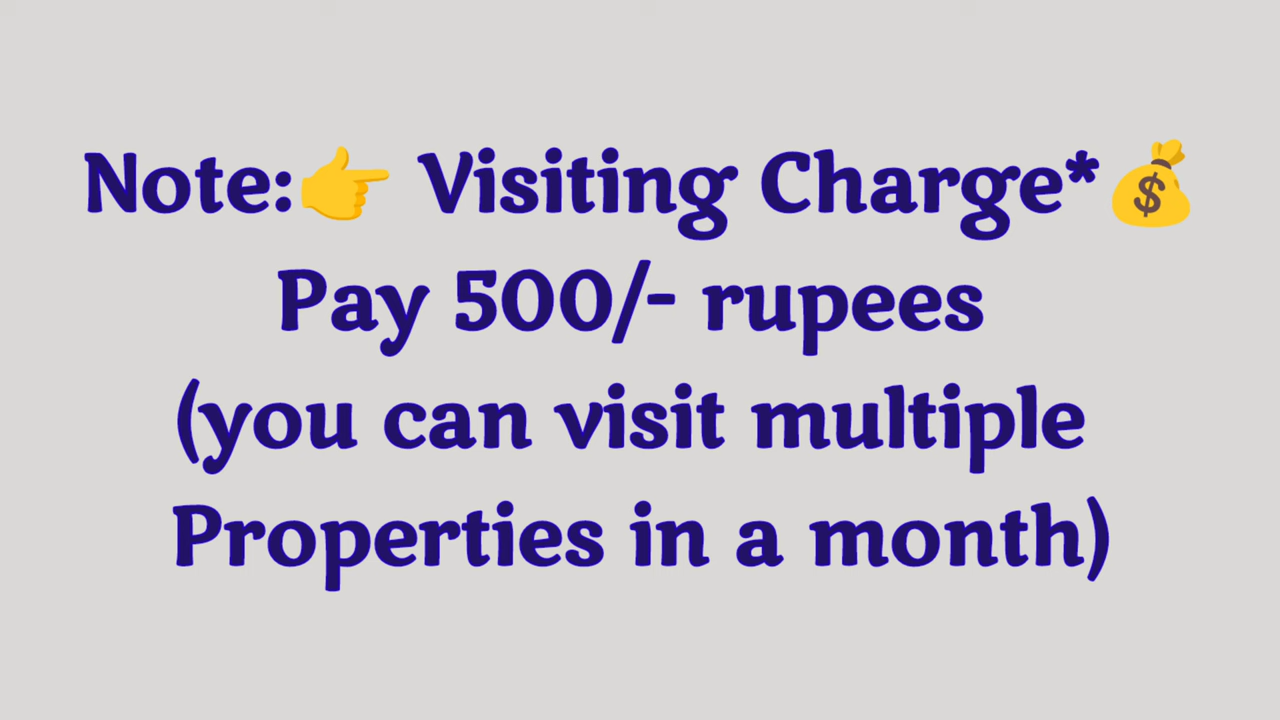 Note:👉 Visiting Charge*💰
Pay 500/- rupees
(you can visit multiple
Properties in a month)